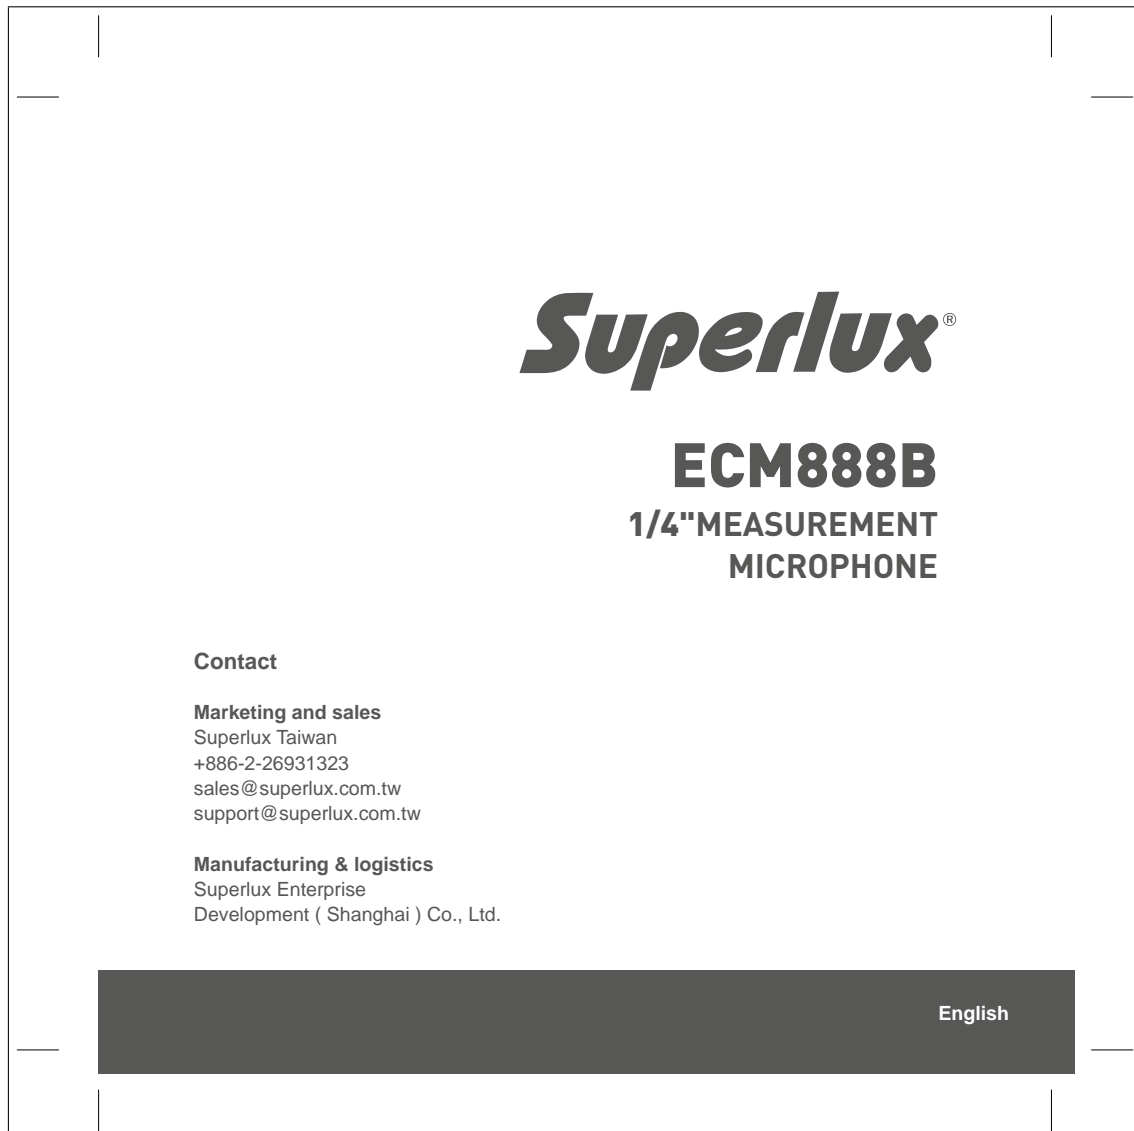 Superlux®
ECM888B
1/4"MEASUREMENT
MICROPHONE
Contact
Marketing and sales
Superlux Taiwan
+886-2-26931323
sales@superlux.com.tw
support@superlux.com.tw
Manufacturing & logistics
Superlux Enterprise
Development ( Shanghai ) Co., Ltd.
English